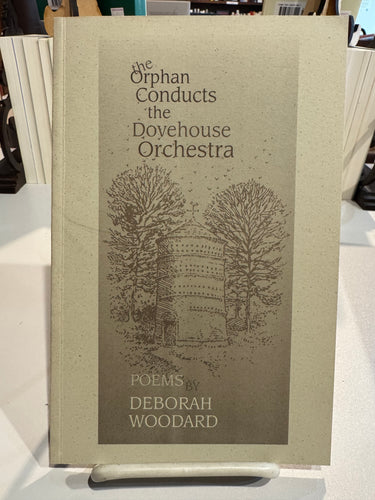 the
Orphan
Conducts
the
Dovehouse
Orchestra
POEMS BY
DEBORAH
WOODARD